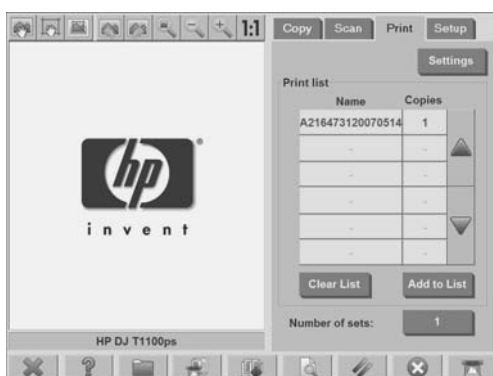 1:1
Copy
Scan
Print
Setup
Settings
Print list
Name
Copies
A216473120070514
1
-
-
-
-
-
-
-
-
-
-
Clear List
Add to List
Number of sets:
1
hp
®
invent
HP DJ T1100ps
?